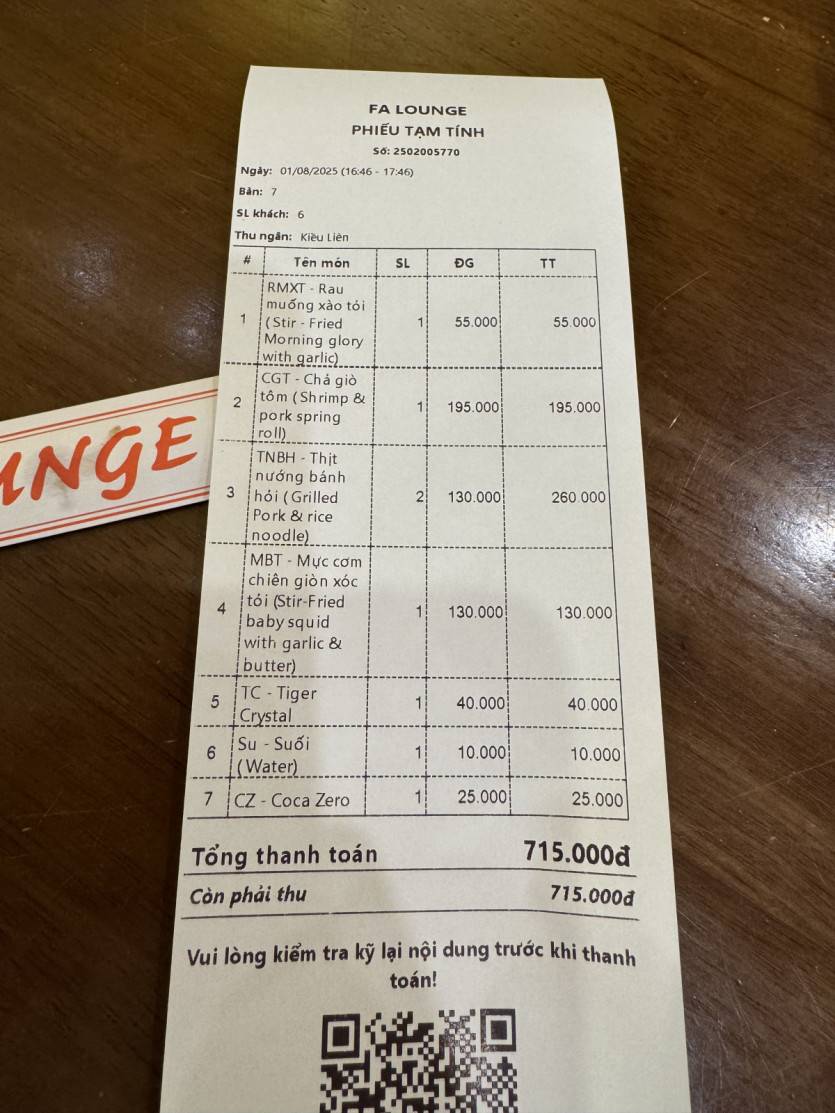 FA LOUNGE
PHIẾU TẠM TÍNH
Số: 2502005770
Ngày: 01/08/2025 (16:46 - 17:46)
Bàn: 7
SL khách: 6
Thu ngân: Kiều Liên
# Tên món SL ĐG TT
1 RMXT - Rau muống xào tỏi ( Stir - Fried Morning glory with garlic) 1 55.000 55.000
2 CGT - Chả giò tôm ( Shrimp & pork spring roll) 1 195.000 195.000
3 TNBH - Thịt nướng bánh hỏi ( Grilled Pork & rice noodle) 2 130.000 260.000
4 MBT - Mực cơm chiên giòn xóc tỏi (Stir-Fried baby squid with garlic & butter) 1 130.000 130.000
5 TC - Tiger Crystal 1 40.000 40.000
6 Su - Suối ( Water) 1 10.000 10.000
7 CZ - Coca Zero 1 25.000 25.000
Tổng thanh toán 715.000đ
Còn phải thu 715.000đ
Vui lòng kiểm tra kỹ lại nội dung trước khi thanh
toán!
UNGE